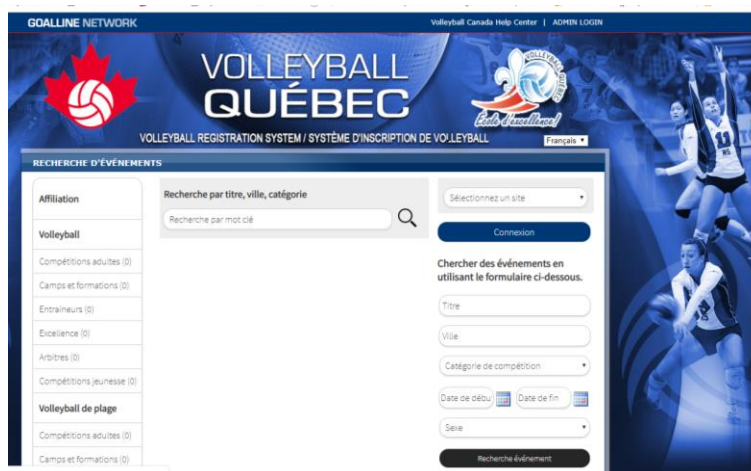 GOALLINE NETWORK
Volleyball Canada Help Center | ADMIN LOGIN
VOLLEYBALL
QUÉBEC
VOLLEYBALL QUÉBEC
École d'excellence!
VOLLEYBALL REGISTRATION SYSTEM / SYSTÈME D'INSCRIPTION DE VOLLEYBALL
Français
RECHERCHE D'ÉVÉNEMENTS
Affiliation
Volleyball
Compétitions adultes (0)
Camps et formations (0)
Entraineurs (0)
Excellence (0)
Arbitres (0)
Compétitions jeunesse (0)
Volleyball de plage
Compétitions adultes (0)
Camps et formations (0)
Recherche par titre, ville, catégorie
Recherche par mot clé
Sélectionnez un site
Connexion
Chercher des événements en
utilisant le formulaire ci-dessous.
Titre
Ville
Catégorie de compétition
Date de débu Date de fin
Sexe
Recherche événement
11